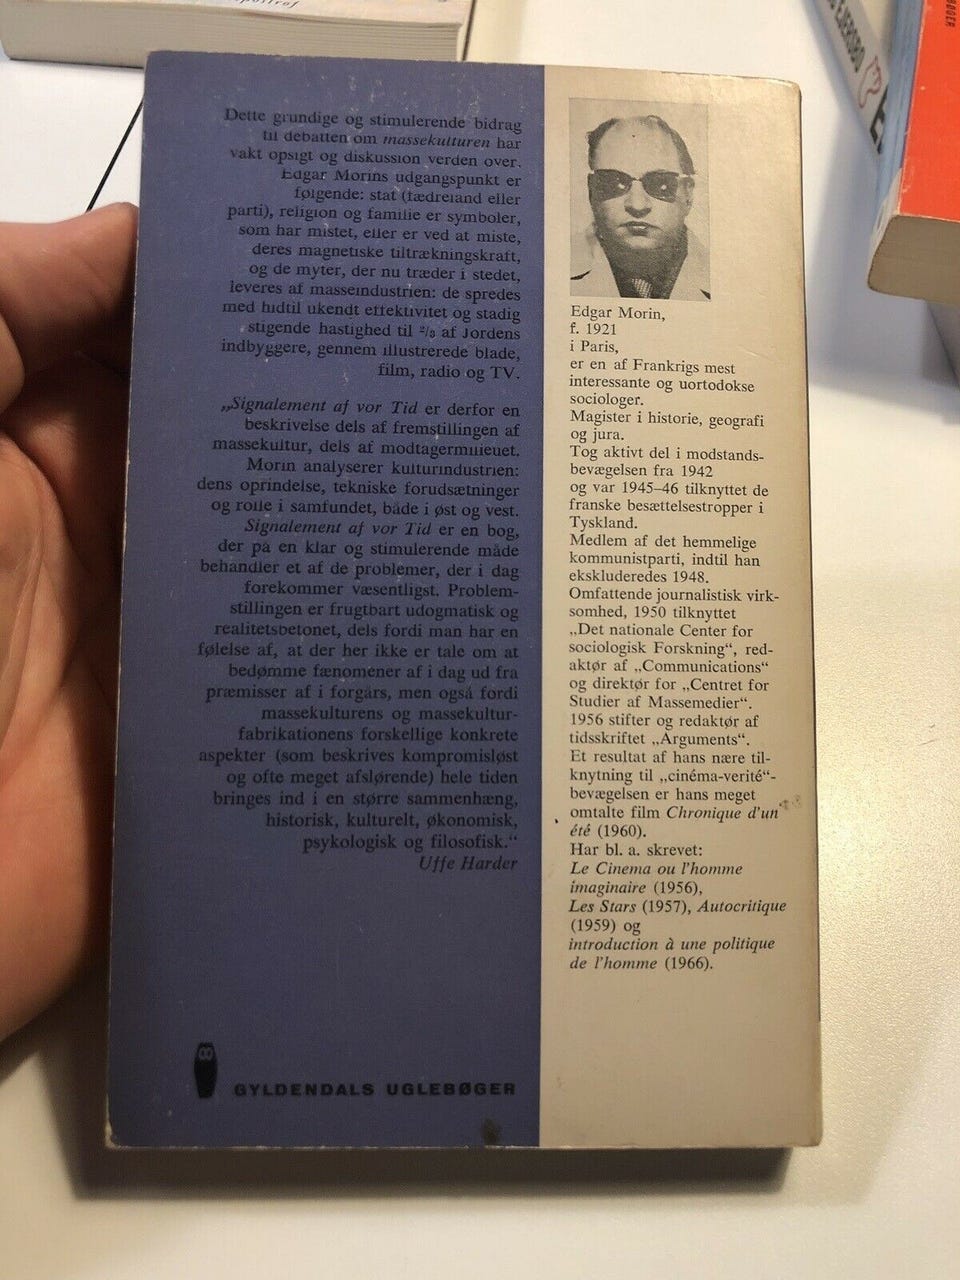 Dette grundige og stimulerende bidrag
til debatten om massekulturen har
vakt opsigt og diskussion verden over.
Edgar Morins udgangspunkt er
følgende: stat (fædreland eller
parti), religion og familie er symboler,
som har mistet, eller er ved at miste,
deres magnetiske tiltrækningskraft,
og de myter, der nu træder i stedet,
leveres af masseindustrien: de spredes
med hidtil ukendt effektivitet og stadig
stigende hastighed til 2/3 af Jordens
indbyggere, gennem illustrerede blade,
film, radio og TV.
„Signalement af vor Tid er derfor en
beskrivelse dels af fremstillingen af
massekultur, dels af modtagermilieuet.
Morin analyserer kulturindustrien:
dens oprindelse, tekniske forudsætninger
og rolle i samfundet, både i øst og vest.
Signalement af vor Tid er en bog,
der på en klar og stimulerende måde
behandler et af de problemer, der i dag
forekommer væsentligst. Problem-
stillingen er frugtbart udogmatisk og
realitetsbetonet, dels fordi man har en
følelse af, at der her ikke er tale om at
bedømme fænomener af i dag ud fra
præmisser af i forgårs, men også fordi
massekulturens og massekultur-
fabrikationens forskellige konkrete
aspekter (som beskrives kompromisløst
og ofte meget afslørende) hele tiden
bringes ind i en større sammenhæng,
historisk, kulturelt, økonomisk,
psykologisk og filosofisk.“
Uffe Harder
GYLDENDALS UGLEBØGER
Edgar Morin,
f. 1921
i Paris,
er en af Frankrigs mest
interessante og uortodokse
sociologer.
Magister i historie, geografi
og jura.
Tog aktivt del i modstands-
bevægelsen fra 1942
og var 1945–46 tilknyttet de
franske besættelsestropper i
Tyskland.
Medlem af det hemmelige
kommunistparti, indtil han
ekskluderedes 1948.
Omfattende journalistisk virk-
somhed, 1950 tilknyttet
„Det nationale Center for
sociologisk Forskning“, red-
aktør af „Communications“
og direktør for „Centret for
Studier af Massemedier“.
1956 stifter og redaktør af
tidsskriftet „Arguments“.
Et resultat af hans nære til-
knytning til „cinéma-verité“-
bevægelsen er hans meget
omtalte film Chronique d'un
été (1960).
Har bl. a. skrevet:
Le Cinema ou l'homme
imaginaire (1956),
Les Stars (1957), Autocritique
(1959) og
introduction à une politique
de l'homme (1966).